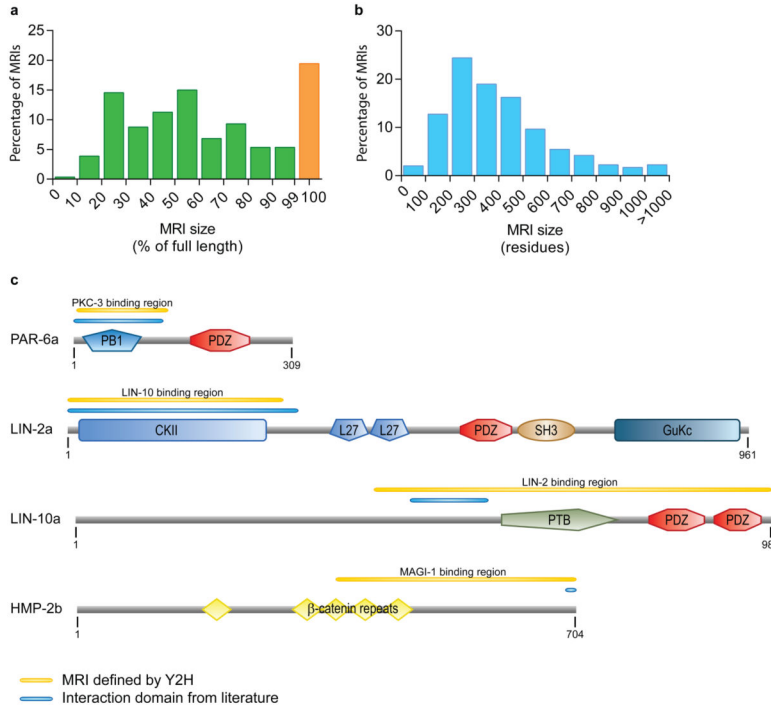 a
Percentage of MRIs
25
20
15
10
5
0
0
10
20
30
40
50
60
70
80
90
99
100
MRI size
(% of full length)
b
Percentage of MRIs
30
20
10
0
0
100
200
300
400
500
600
700
800
900
1000
>1000
MRI size
(residues)
c
PKC-3 binding region
PAR-6a
PB1
PDZ
1
309
LIN-10 binding region
LIN-2a
CKII
L27
L27
PDZ
SH3
GuKc
1
961
LIN-2 binding region
LIN-10a
PTB
PDZ
PDZ
1
MAGI-1 binding region
HMP-2b
β-catenin repeats
1
704
MRI defined by Y2H
Interaction domain from literature